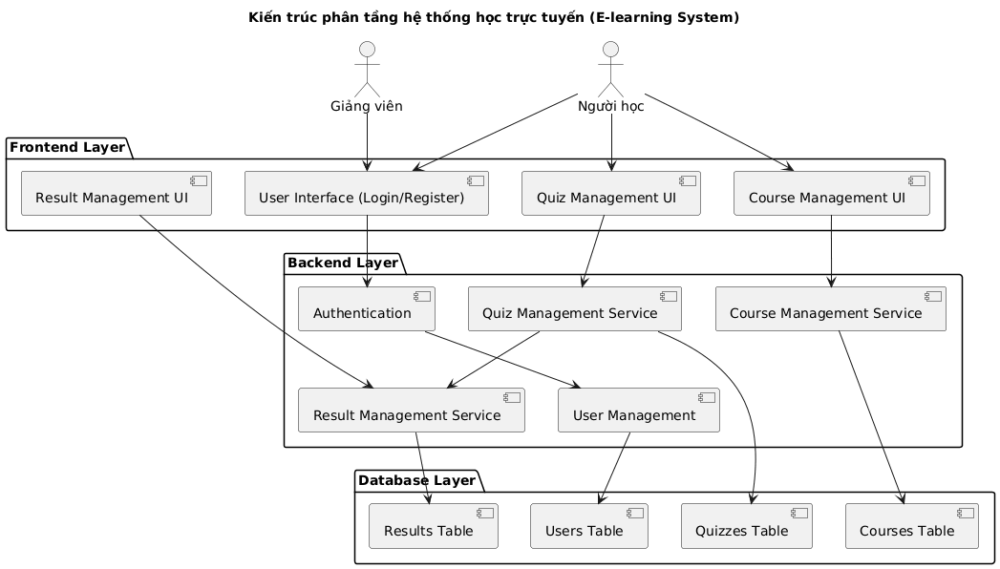 Kiến trúc phân tầng hệ thống học trực tuyến (E-learning System)
Giảng viên
Người học
Frontend Layer
Result Management UI
User Interface (Login/Register)
Quiz Management UI
Course Management UI
Backend Layer
Authentication
Quiz Management Service
Course Management Service
Result Management Service
User Management
Database Layer
Results Table
Users Table
Quizzes Table
Courses Table